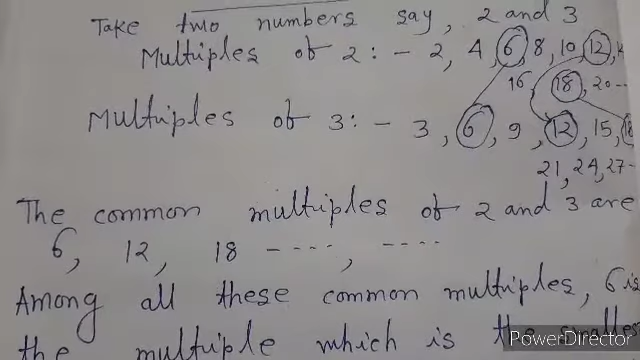 Take two numbers say, 2 and 3
Multiples of 2 : - 2, 4, 6, 8, 10, 12,
16, 18, 20--
Multiples of 3 : - 3, 6, 9, 12, 15, 18
21, 24, 27-
The common multiples of 2 and 3 are
6, 12, 18 ----, ----
Among all these common multiples, 6 is
the multiple which is the smallest
PowerDirector